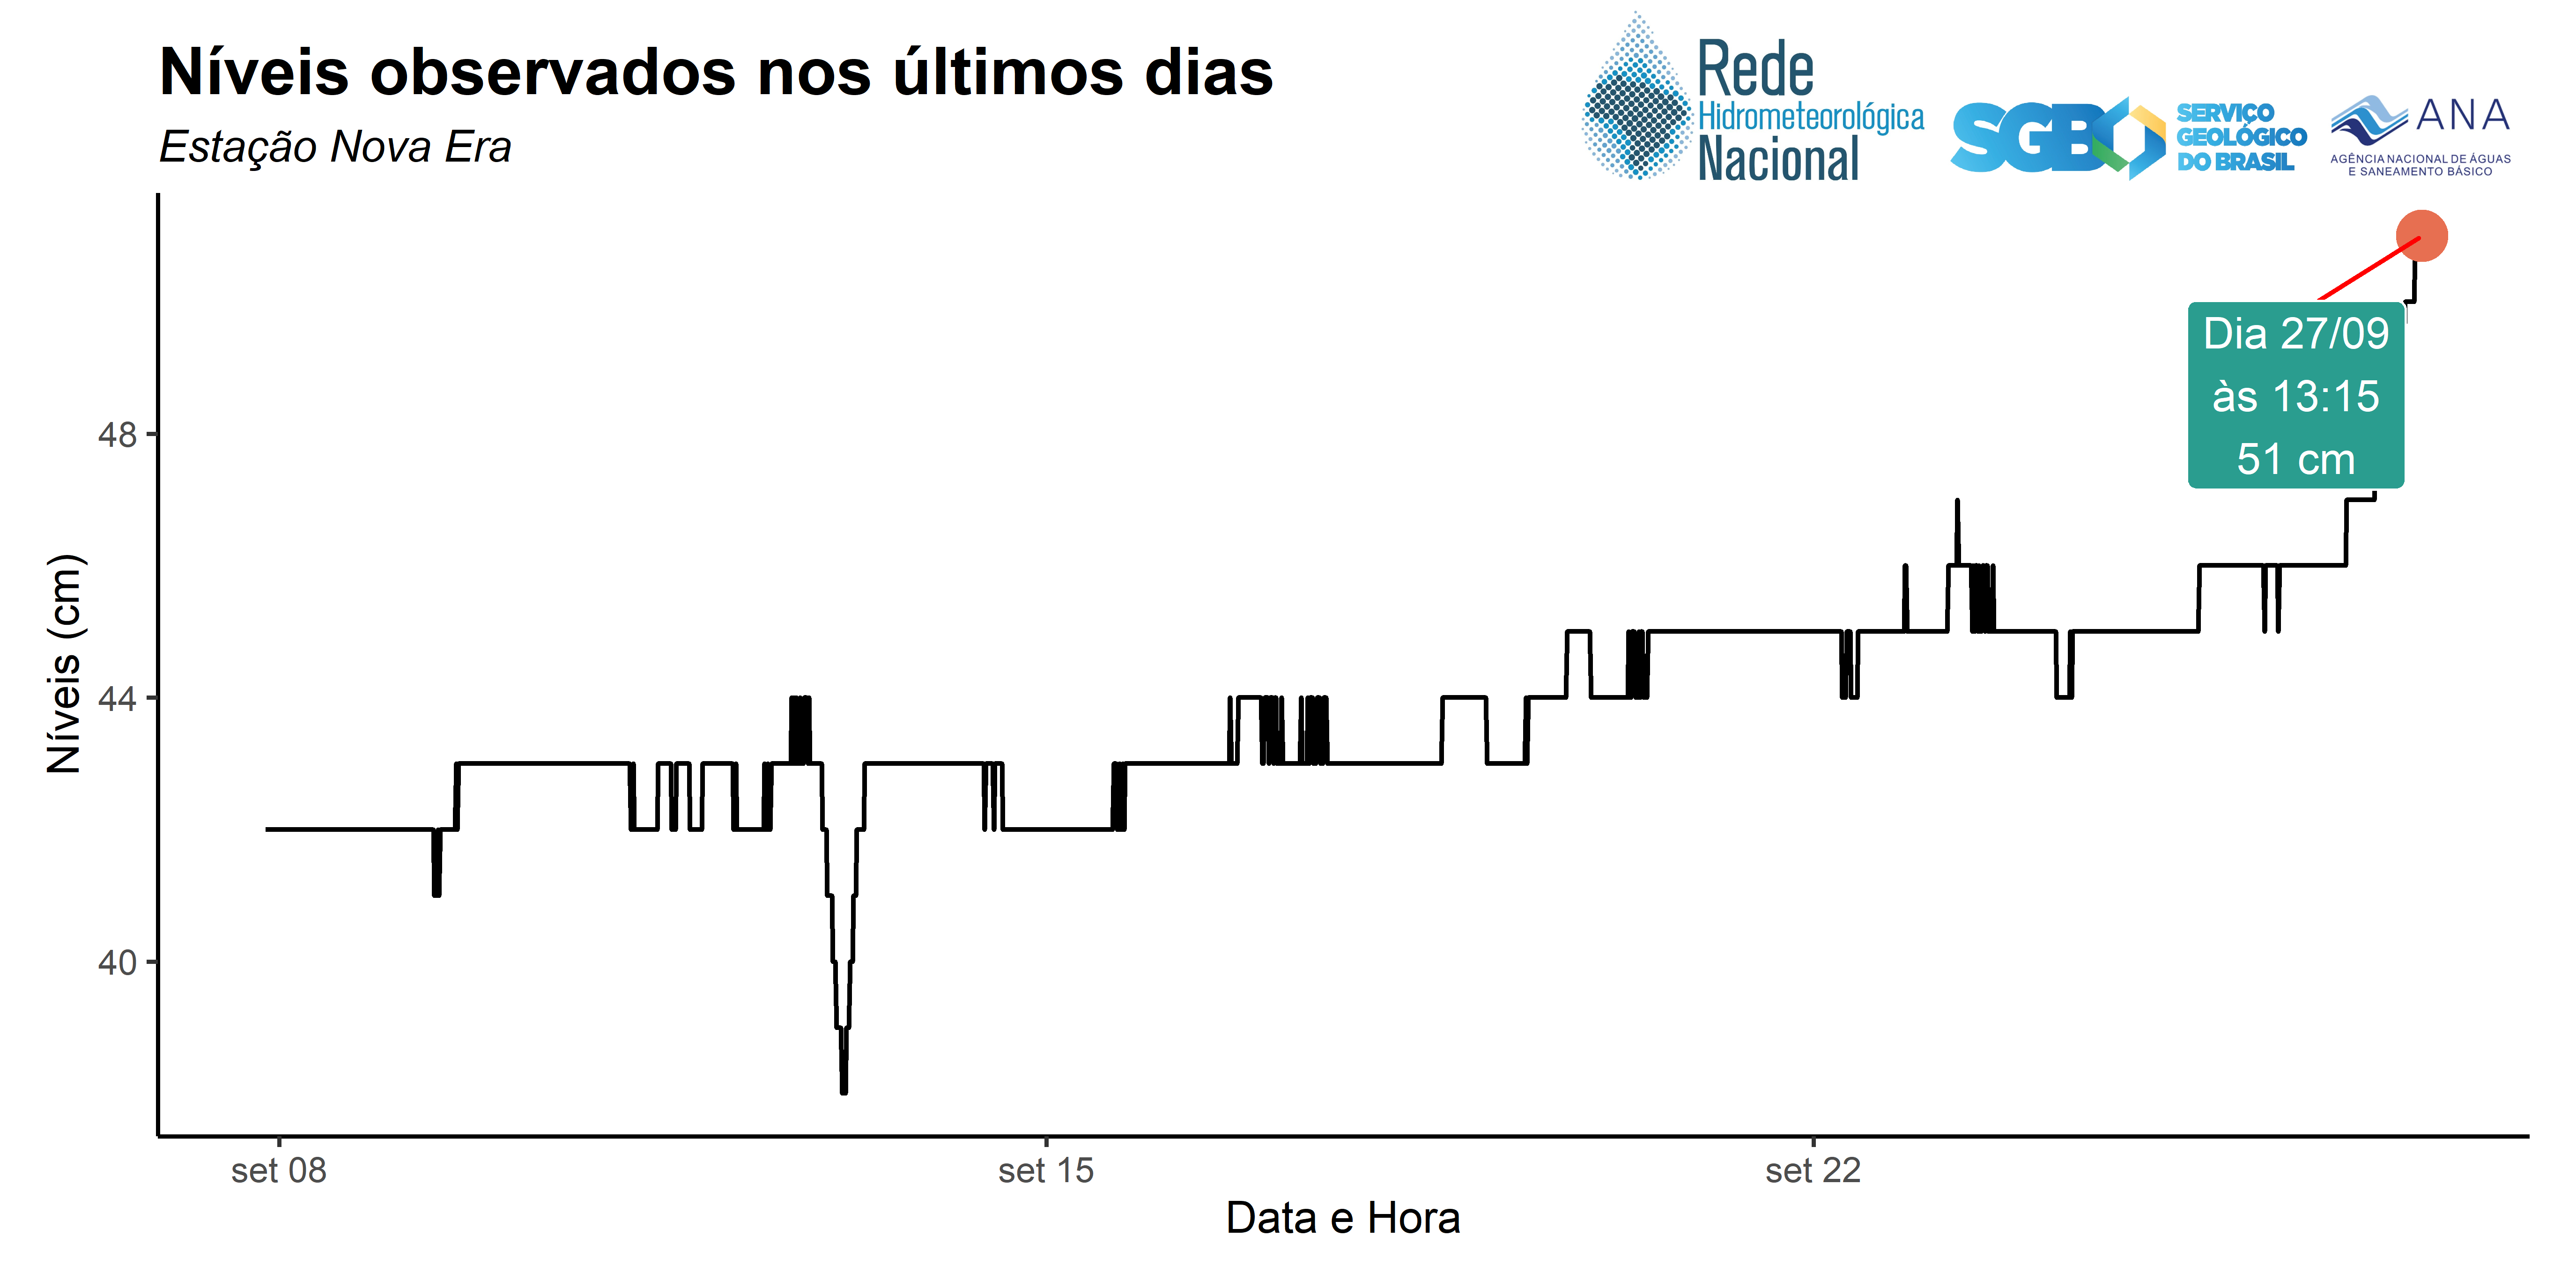 Níveis observados nos últimos dias
Estação Nova Era
Rede
Hidrometeorológica
Nacional
SGB
SERVIÇO
GEOLÓGICO
DO BRASIL
ANA
AGÊNCIA NACIONAL DE ÁGUAS
E SANEAMENTO BÁSICO
Dia 27/09
às 13:15
51 cm
Níveis (cm)
48
44
40
set 08
set 15
set 22
Data e Hora